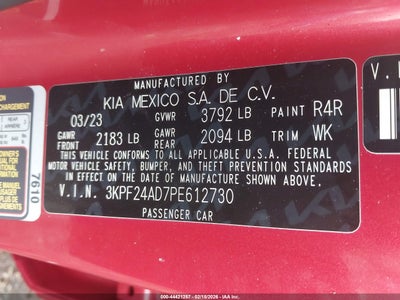 MANUFACTURED BY
KIA MEXICO S.A. DE C.V.
03/23 GVWR 3792 LB PAINT R4R
GAWR FRONT 2183 LB GAWR REAR 2094 LB TRIM WK
THIS VEHICLE CONFORMS TO ALL APPLICABLE U.S.A. FEDERAL
MOTOR VEHICLE SAFETY, BUMPER, AND THEFT PREVENTION
STANDARDS IN EFFECT ON THE DATE OF MANUFACTURE SHOWN ABOVE.
V.I.N. 3KPF24AD7PE612730
PASSENGER CAR
7610
V.I.
000-44421287 - 02/18/2026 - © IAA, Inc.